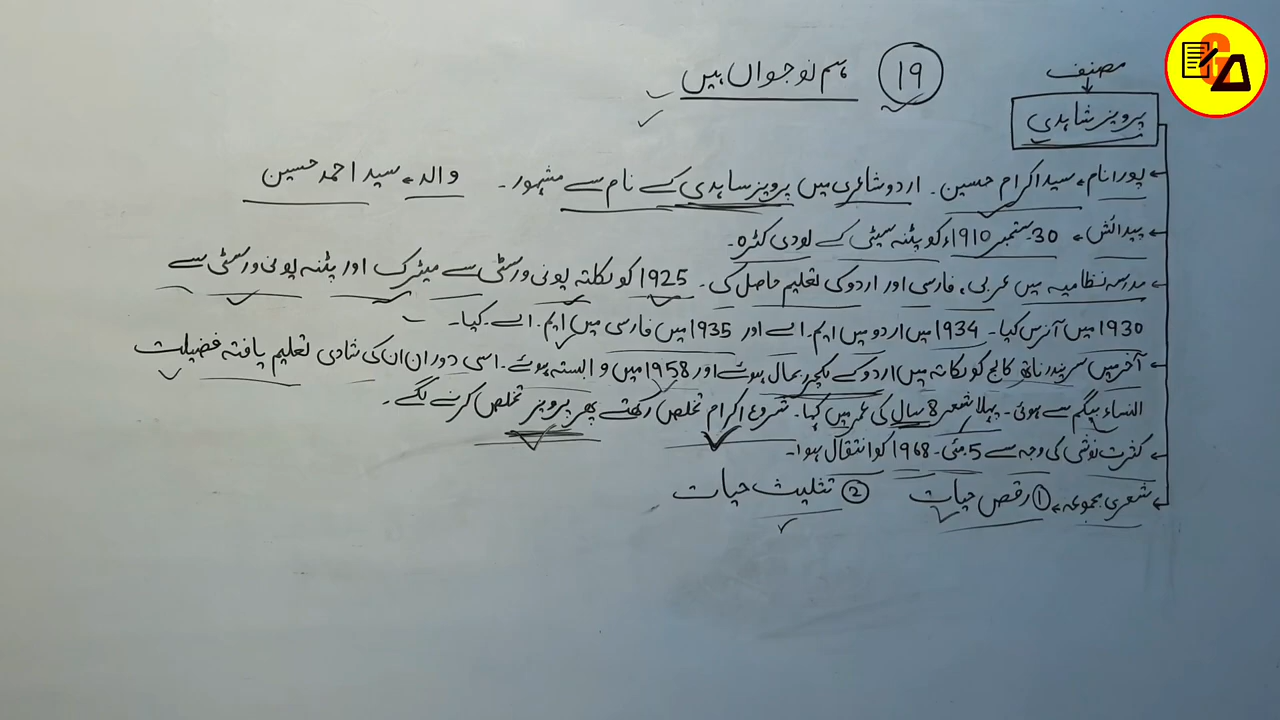 ۱۹ ہم نوجواں ہیں
مصنف
پرویز شاہدی
پورا نام، سید اکرام حسین۔ اردو شاعری میں پرویز شاہدی کے نام سے مشہور۔ والد، سید احمد حسین
پیدائش، 30۔ستمبر 1910ء کو پٹنہ سیٹی کے لودی کٹرہ۔
مدرسہ نظامیہ میں عربی، فارسی اور اردو کی تعلیم حاصل کی۔ 1925 کو کلکتہ یونی ورسٹی سے میٹرک اور پٹنہ یونی ورسٹی سے
1930 میں آنرس کیا۔ 1934 میں اردو میں ایم۔اے اور 1935 میں فارسی میں ایم۔اے۔کیا۔
آخر میں سریندر ناتھ کالج کولکاتہ میں اردو کے لکچرر بحال ہوئے اور 1958 میں وابستہ ہوئے۔ اسی دوران ان کی شادی تعلیم یافتہ فضیلت
النساء بیگم سے ہوئی۔ پہلا شعر 8 سال کی عمر میں کہا۔ شروع اکرام تخلص رکھتے پھر پرویز تخلص کرنے لگے۔
کثرت نوشی کی وجہ سے 5۔مئی۔1968 کو انتقال ہوا۔
شعری مجموعہ، ① رقص حیات ② تثلیث حیات